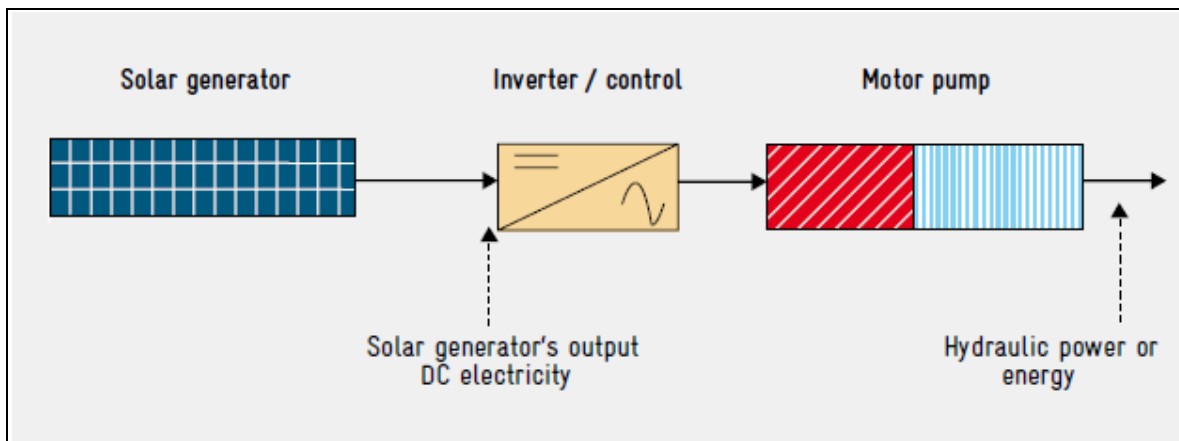 Solar generator
Inverter / control
Motor pump
Solar generator's output
DC electricity
Hydraulic power or
energy